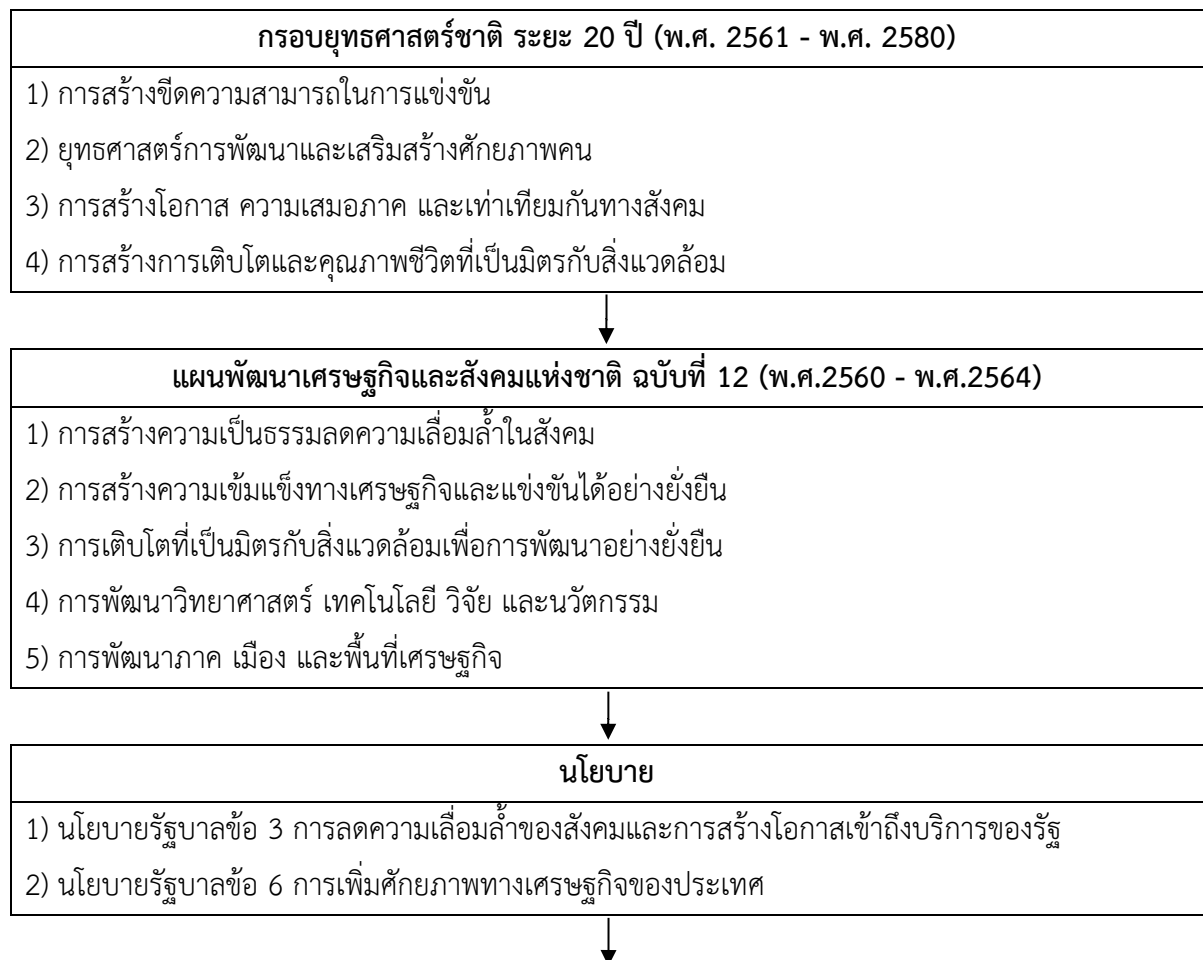 กรอบยุทธศาสตร์ชาติ ระยะ 20 ปี (พ.ศ. 2561 - พ.ศ. 2580)
1) การสร้างขีดความสามารถในการแข่งขัน
2) ยุทธศาสตร์การพัฒนาและเสริมสร้างศักยภาพคน
3) การสร้างโอกาส ความเสมอภาค และเท่าเทียมกันทางสังคม
4) การสร้างการเติบโตและคุณภาพชีวิตที่เป็นมิตรกับสิ่งแวดล้อม
แผนพัฒนาเศรษฐกิจและสังคมแห่งชาติ ฉบับที่ 12 (พ.ศ.2560 - พ.ศ.2564)
1) การสร้างความเป็นธรรมลดความเลื่อมล้ำในสังคม
2) การสร้างความเข้มแข็งทางเศรษฐกิจและแข่งขันได้อย่างยั่งยืน
3) การเติบโตที่เป็นมิตรกับสิ่งแวดล้อมเพื่อการพัฒนาอย่างยั่งยืน
4) การพัฒนาวิทยาศาสตร์ เทคโนโลยี วิจัย และนวัตกรรม
5) การพัฒนาภาค เมือง และพื้นที่เศรษฐกิจ
นโยบาย
1) นโยบายรัฐบาลข้อ 3 การลดความเลื่อมล้ำของสังคมและการสร้างโอกาสเข้าถึงบริการของรัฐ
2) นโยบายรัฐบาลข้อ 6 การเพิ่มศักยภาพทางเศรษฐกิจของประเทศ